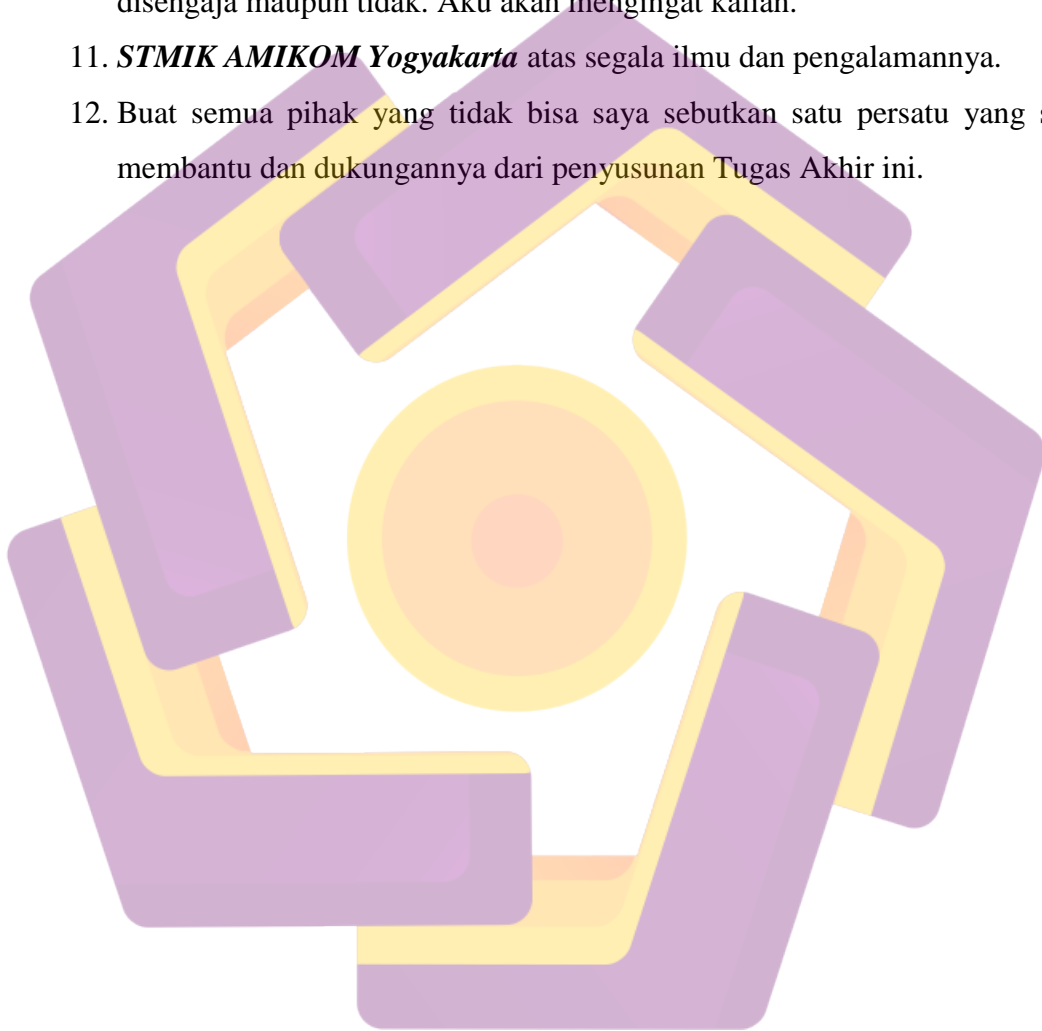 disengaja maupun tidak. Aku akan mengingat kalian.
11. STMIK AMIKOM Yogyakarta atas segala ilmu dan pengalamannya.
12. Buat semua pihak yang tidak bisa saya sebutkan satu persatu yang
membantu dan dukungannya dari penyusunan Tugas Akhir ini.